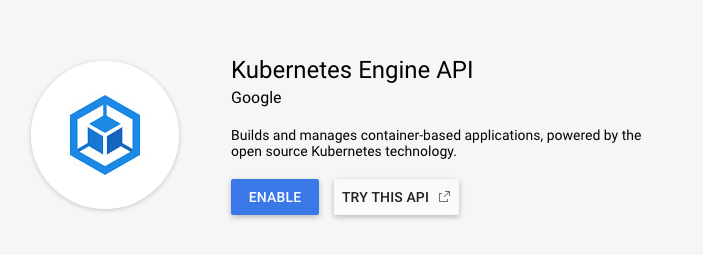 Kubernetes Engine API
Google
Builds and manages container-based applications, powered by the
open source Kubernetes technology.
ENABLE
TRY THIS API